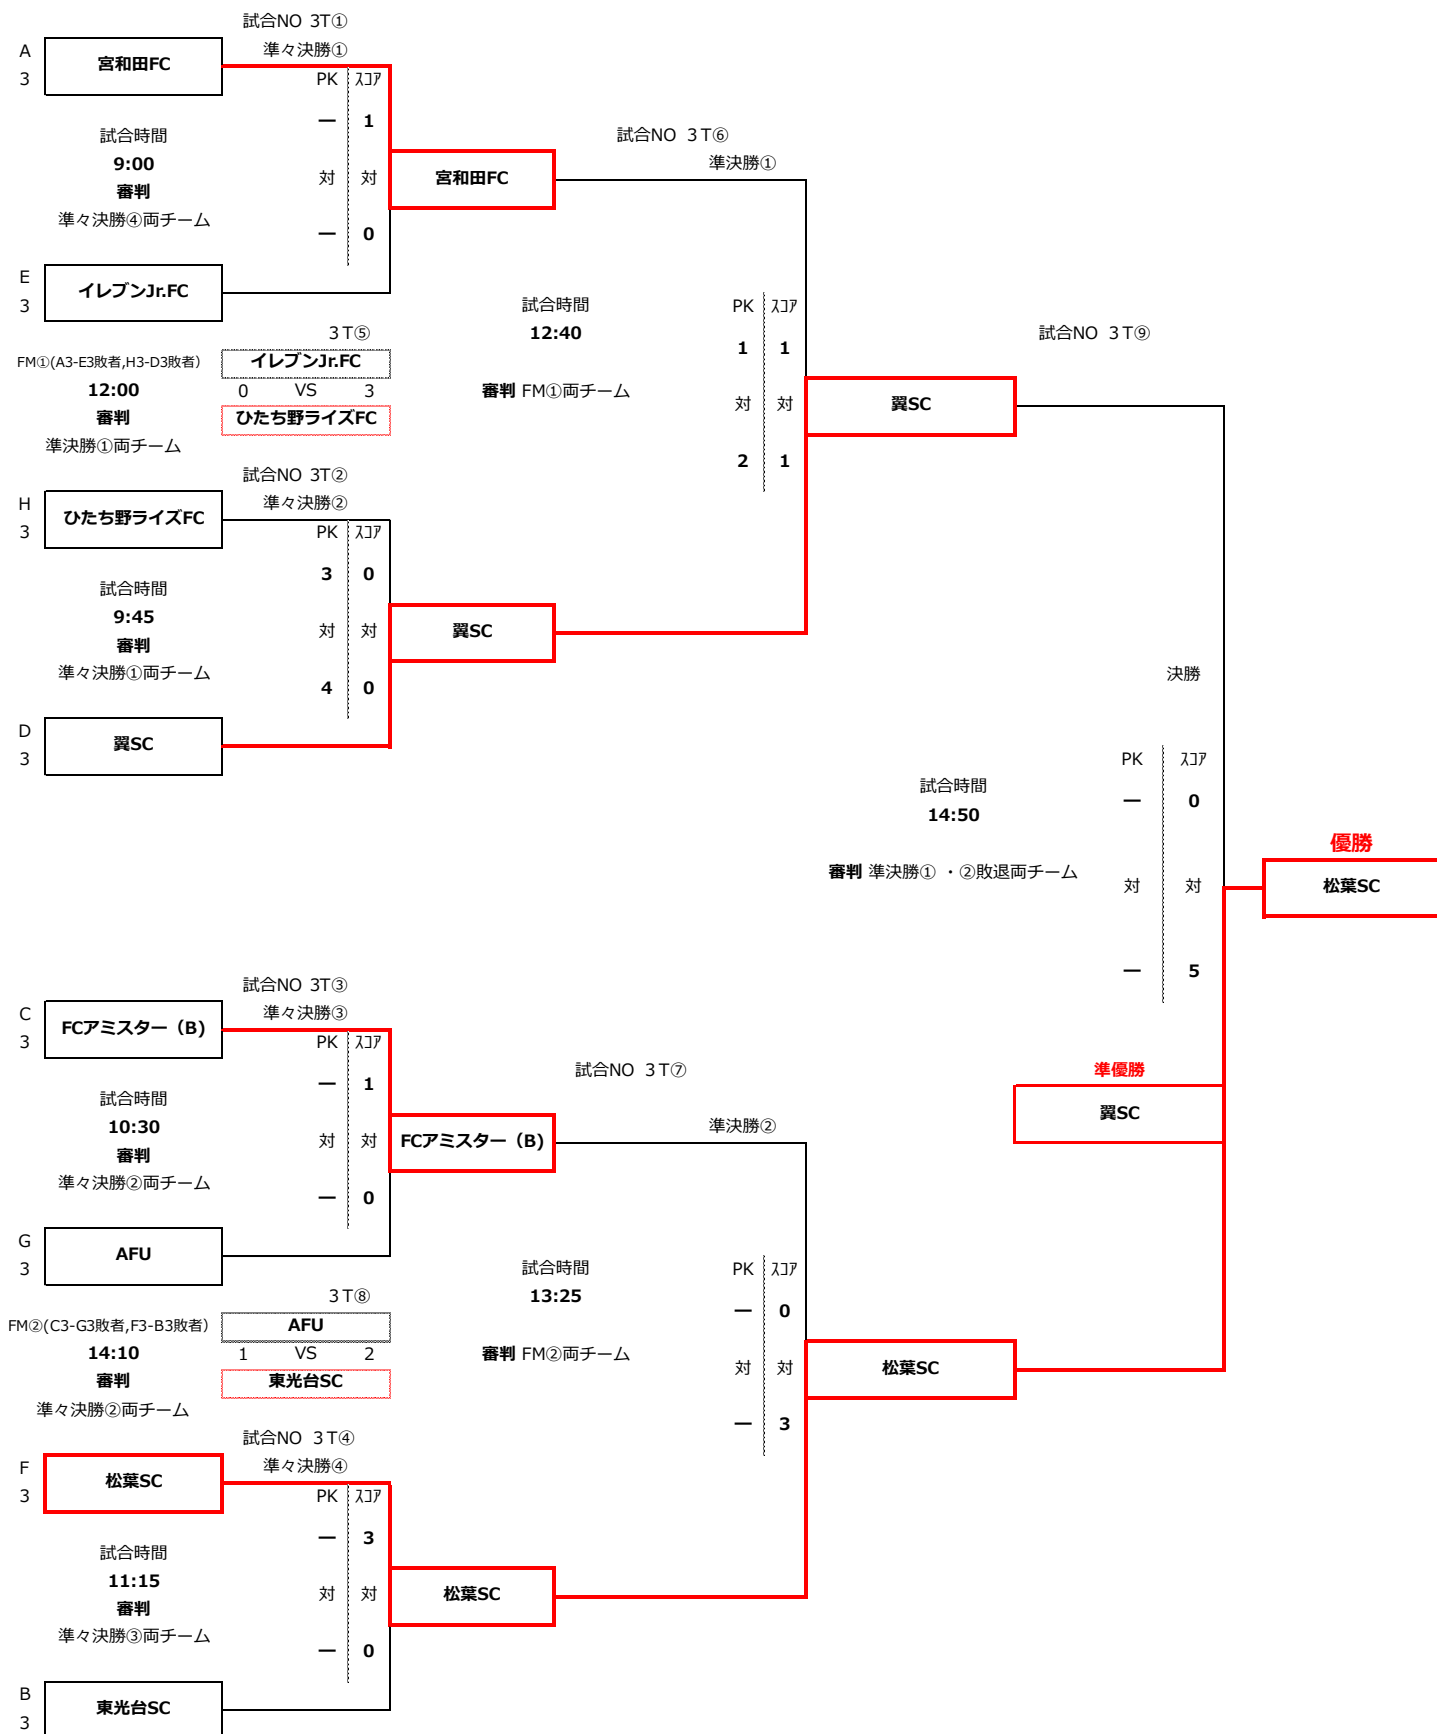 試合NO 3T①
A
3
宮和田FC
準々決勝①
PK ｽｺｱ
ー 1
試合時間
9:00
審判
準々決勝④両チーム
対 対
宮和田FC
ー 0
E
3
イレブンJr.FC
試合NO 3T⑥
準決勝①
3T⑤
FM①(A3-E3敗者,H3-D3敗者)
イレブンJr.FC
12:00
0 VS 3
審判
ひたち野ライズFC
準決勝①両チーム
試合時間
12:40
審判 FM①両チーム
PK ｽｺｱ
1 1
対 対
2 1
翼SC
試合NO 3T⑨
試合NO 3T②
H
3
ひたち野ライズFC
準々決勝②
PK ｽｺｱ
3 0
試合時間
9:45
審判
準々決勝①両チーム
対 対
翼SC
4 0
D
3
翼SC
決勝
PK ｽｺｱ
試合時間
14:50
ー 0
審判 準決勝① ・②敗退両チーム
対 対
ー 5
優勝
松葉SC
試合NO 3T③
C
3
FCアミスター（B)
準々決勝③
PK ｽｺｱ
ー 1
試合時間
10:30
審判
準々決勝②両チーム
対 対
FCアミスター（B)
ー 0
G
3
AFU
試合NO 3T⑦
準決勝②
準優勝
翼SC
3T⑧
FM②(C3-G3敗者,F3-B3敗者)
AFU
14:10
1 VS 2
審判
東光台SC
準々決勝②両チーム
試合時間
13:25
審判 FM②両チーム
PK ｽｺｱ
ー 0
対 対
ー 3
松葉SC
試合NO 3T④
F
3
松葉SC
準々決勝④
PK ｽｺｱ
ー 3
試合時間
11:15
審判
準々決勝③両チーム
対 対
松葉SC
ー 0
B
3
東光台SC